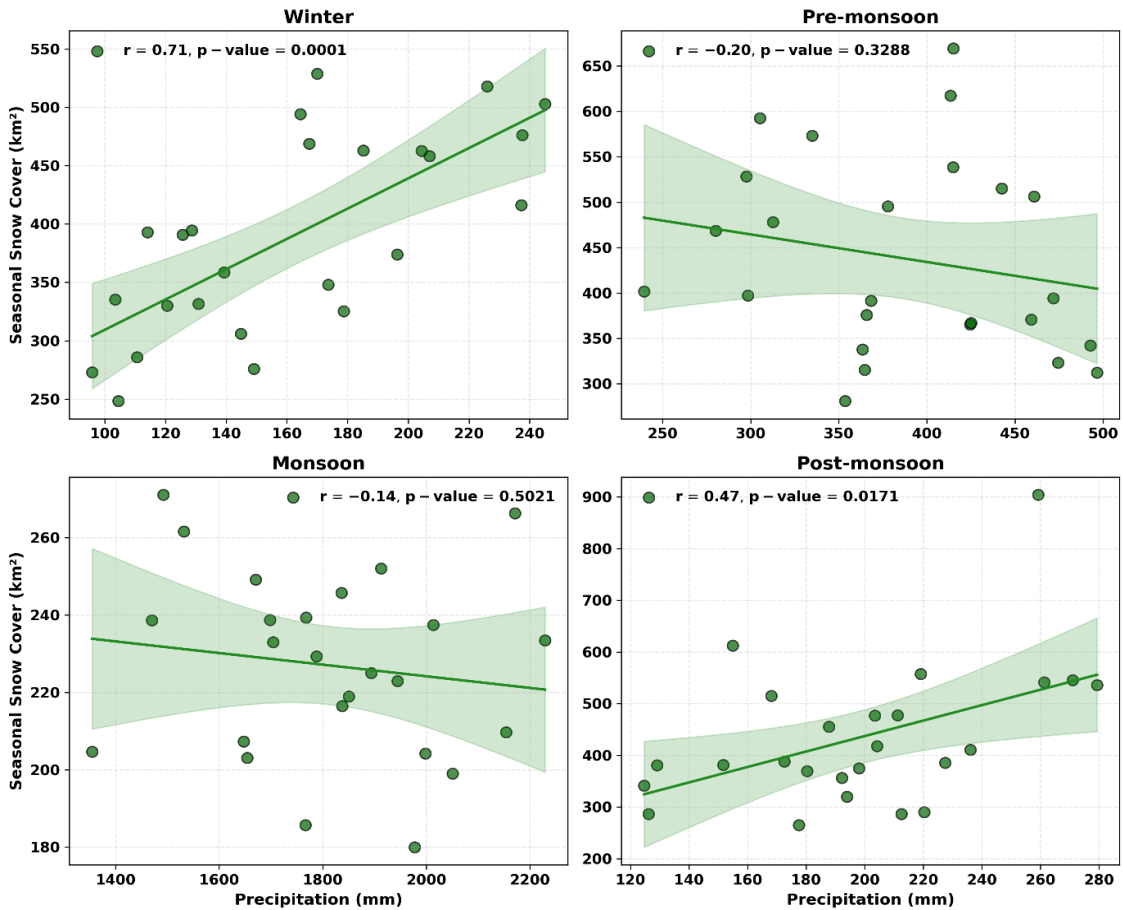 Winter
r = 0.71, p − value = 0.0001
Seasonal Snow Cover (km²)
550
500
450
400
350
300
250
100 120 140 160 180 200 220 240
Pre-monsoon
r = −0.20, p − value = 0.3288
650
600
550
500
450
400
350
300
250 300 350 400 450 500
Monsoon
r = −0.14, p − value = 0.5021
Seasonal Snow Cover (km²)
260
240
220
200
180
1400 1600 1800 2000 2200
Precipitation (mm)
Post-monsoon
r = 0.47, p − value = 0.0171
900
800
700
600
500
400
300
200
120 140 160 180 200 220 240 260 280
Precipitation (mm)